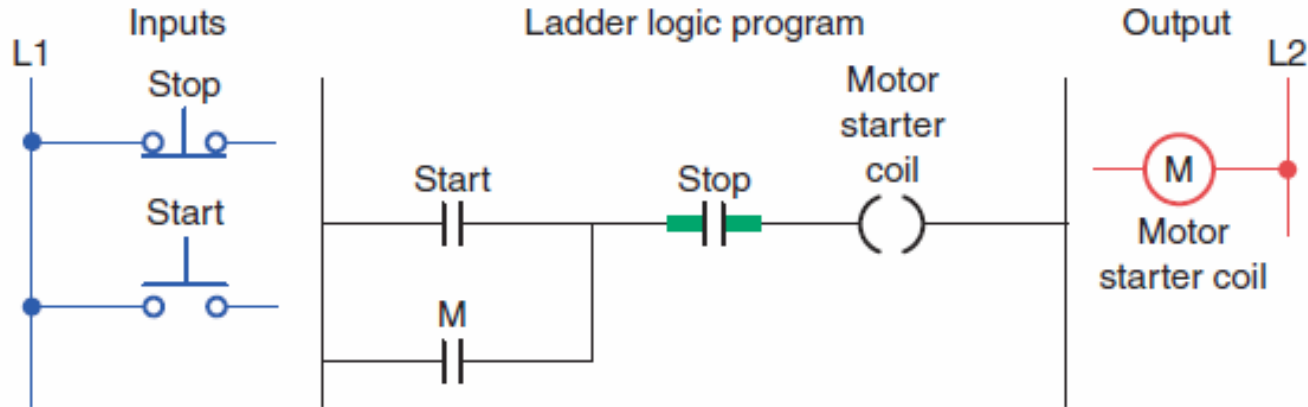 Inputs
Ladder logic program
Output
L1
L2
Stop
Start
Start
M
Stop
Motor
starter
coil
M
Motor
starter coil